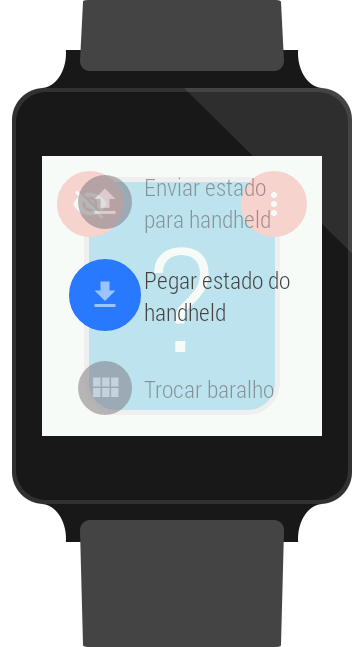 Enviar estado
para handheld
Pegar estado do
handheld
?
Trocar baralho